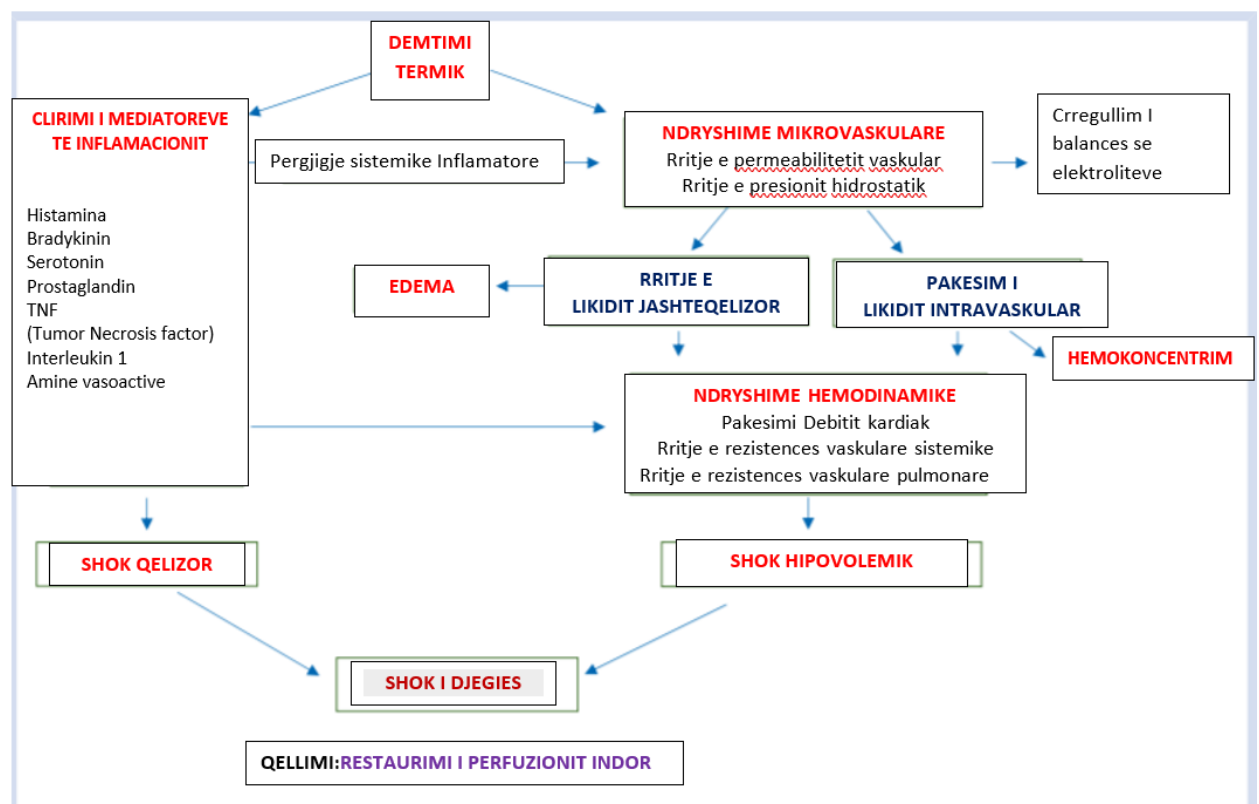 DEMTIMI
TERMIK
CLIRIMI I MEDIATOREVE
TE INFLAMACIONIT
Histamina
Bradykinin
Serotonin
Prostaglandin
TNF
(Tumor Necrosis factor)
Interleukin 1
Amine vasoactive
Pergjigje sistemike Inflamatore
NDRYSHIME MIKROVASKULARE
Rritje e permeabilitetit vaskular
Rritje e presionit hidrostatik
Crregullim I
balances se
elektroliteve
EDEMA
RRITJE E
LIKIDIT JASHTEQELIZOR
PAKESIM I
LIKIDIT INTRAVASKULAR
HEMOKONCENTRIM
NDRYSHIME HEMODINAMIKE
Pakesimi Debitit kardiak
Rritje e rezistences vaskulare sistemike
Rritje e rezistences vaskulare pulmonare
SHOK QELIZOR
SHOK HIPOVOLEMIK
SHOK I DJEGIES
QELLIMI:RESTAURIMI I PERFUZIONIT INDOR